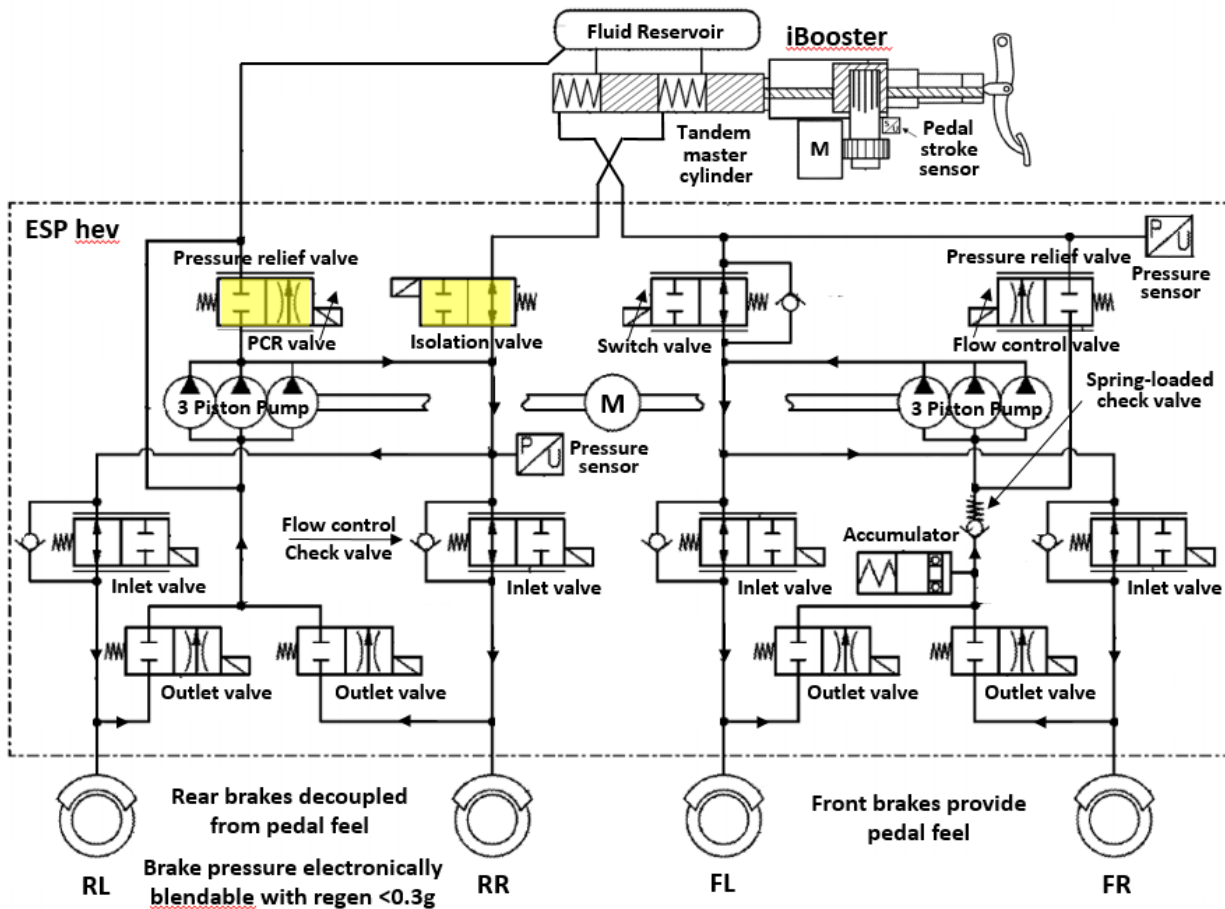 Fluid Reservoir
iBooster
Tandem
master
cylinder
M
S
U
Pedal
stroke
sensor
ESP hev
Pressure relief valve
PCR valve
Isolation valve
Switch valve
Pressure relief valve
Flow control valve
P
U
Pressure
sensor
3 Piston Pump
M
3 Piston Pump
Spring-loaded
check valve
P
U
Pressure
sensor
Flow control
Check valve
Accumulator
Inlet valve
Inlet valve
Inlet valve
Inlet valve
Outlet valve
Outlet valve
Outlet valve
Outlet valve
Rear brakes decoupled
from pedal feel
Front brakes provide
pedal feel
Brake pressure electronically
blendable with regen <0.3g
RL
RR
FL
FR